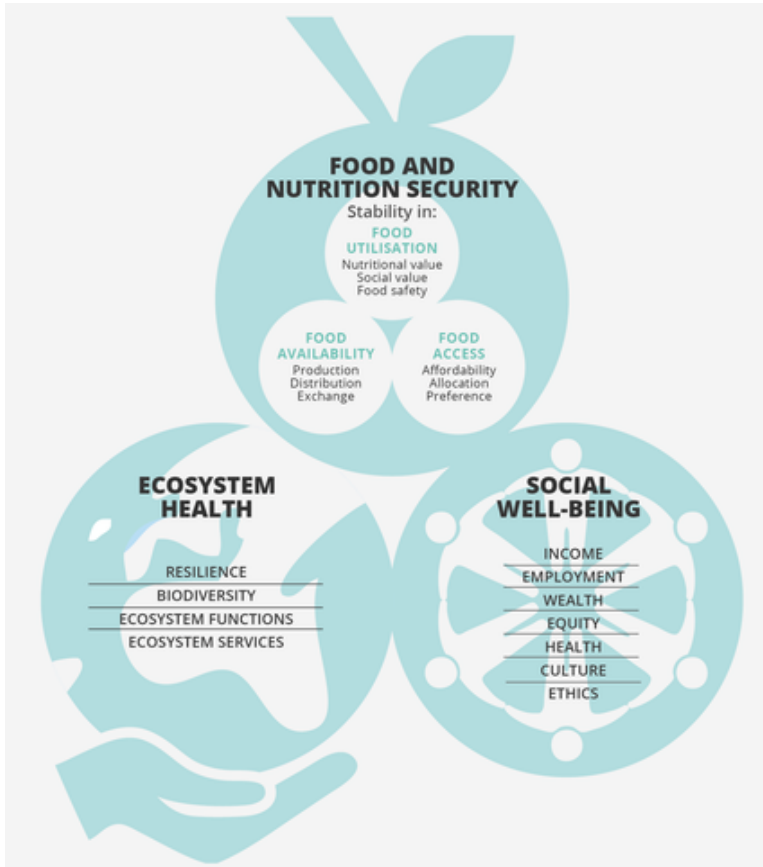 FOOD AND
NUTRITION SECURITY
Stability in:
FOOD
UTILISATION
Nutritional value
Social value
Food safety
FOOD
AVAILABILITY
Production
Distribution
Exchange
FOOD
ACCESS
Affordability
Allocation
Preference
ECOSYSTEM
HEALTH
RESILIENCE
BIODIVERSITY
ECOSYSTEM FUNCTIONS
ECOSYSTEM SERVICES
SOCIAL
WELL-BEING
INCOME
EMPLOYMENT
WEALTH
EQUITY
HEALTH
CULTURE
ETHICS